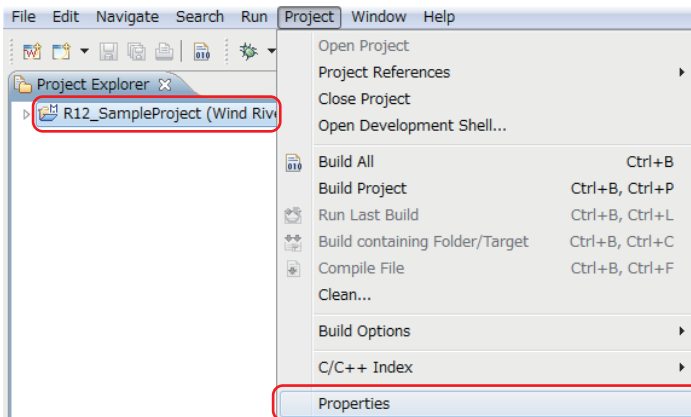 File Edit Navigate Search Run Project Window Help
Project Explorer
R12_SampleProject (Wind Rive
Open Project
Project References
Close Project
Open Development Shell...
Build All Ctrl+B
Build Project Ctrl+B, Ctrl+P
Run Last Build Ctrl+B, Ctrl+L
Build containing Folder/Target Ctrl+B, Ctrl+C
Compile File Ctrl+B, Ctrl+F
Clean...
Build Options
C/C++ Index
Properties